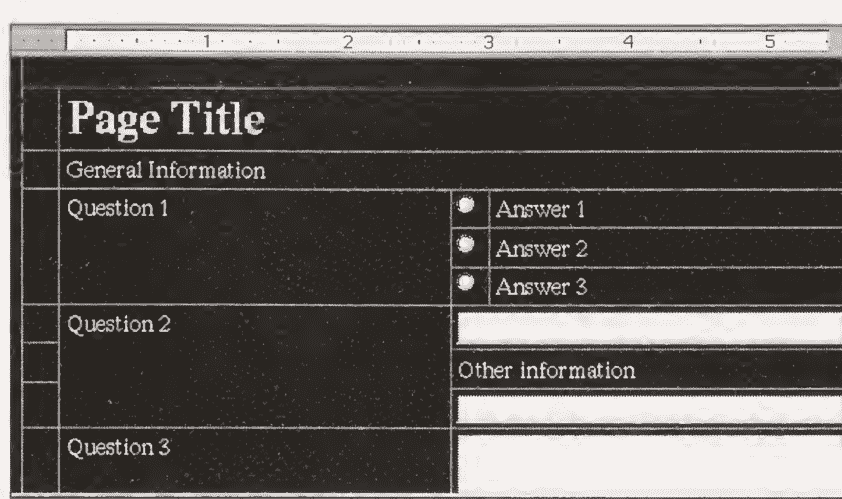 1 2 3 4 5
Page Title
General Information
Question 1
Answer 1
Answer 2
Answer 3
Question 2
Other information
Question 3